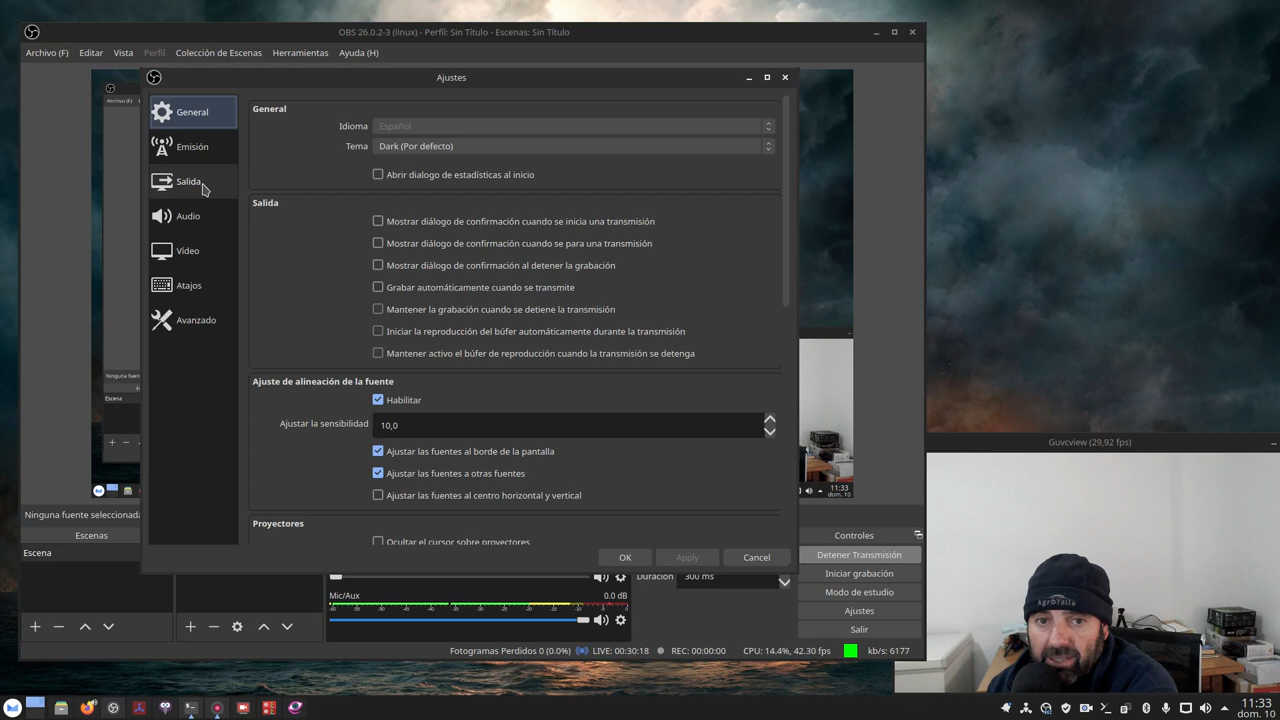 OBS 26.0.2-3 (linux) - Perfil: Sin Título - Escenas: Sin Título
Archivo (F) Editar Vista Perfil Colección de Escenas Herramientas Ayuda (H)
Ajustes
General
Emisión
Salida
Audio
Vídeo
Atajos
Avanzado
General
Idioma Español
Tema Dark (Por defecto)
Abrir dialogo de estadísticas al inicio
Salida
Mostrar diálogo de confirmación cuando se inicia una transmisión
Mostrar diálogo de confirmación cuando se para una transmisión
Mostrar diálogo de confirmación al detener la grabación
Grabar automáticamente cuando se transmite
Mantener la grabación cuando se detiene la transmisión
Iniciar la reproducción del búfer automáticamente durante la transmisión
Mantener activo el búfer de reproducción cuando la transmisión se detenga
Ajuste de alineación de la fuente
Habilitar
Ajustar la sensibilidad 10,0
Ajustar las fuentes al borde de la pantalla
Ajustar las fuentes a otras fuentes
Ajustar las fuentes al centro horizontal y vertical
Proyectores
Ocultar el cursor sobre proyectores
OK Apply Cancel
Guvcview (29,92 fps)
11:33
dom. 10
Ninguna fuente seleccionada
Escenas
Escena
Duración 300 ms
Mic/Aux 0.0 dB
Controles
Detener Transmisión
Iniciar grabación
Modo de estudio
Ajustes
Salir
Fotogramas Perdidos 0 (0.0%) LIVE: 00:30:18 REC: 00:00:00 CPU: 14.4%, 42.30 fps kb/s: 6177
11:33
dom. 10